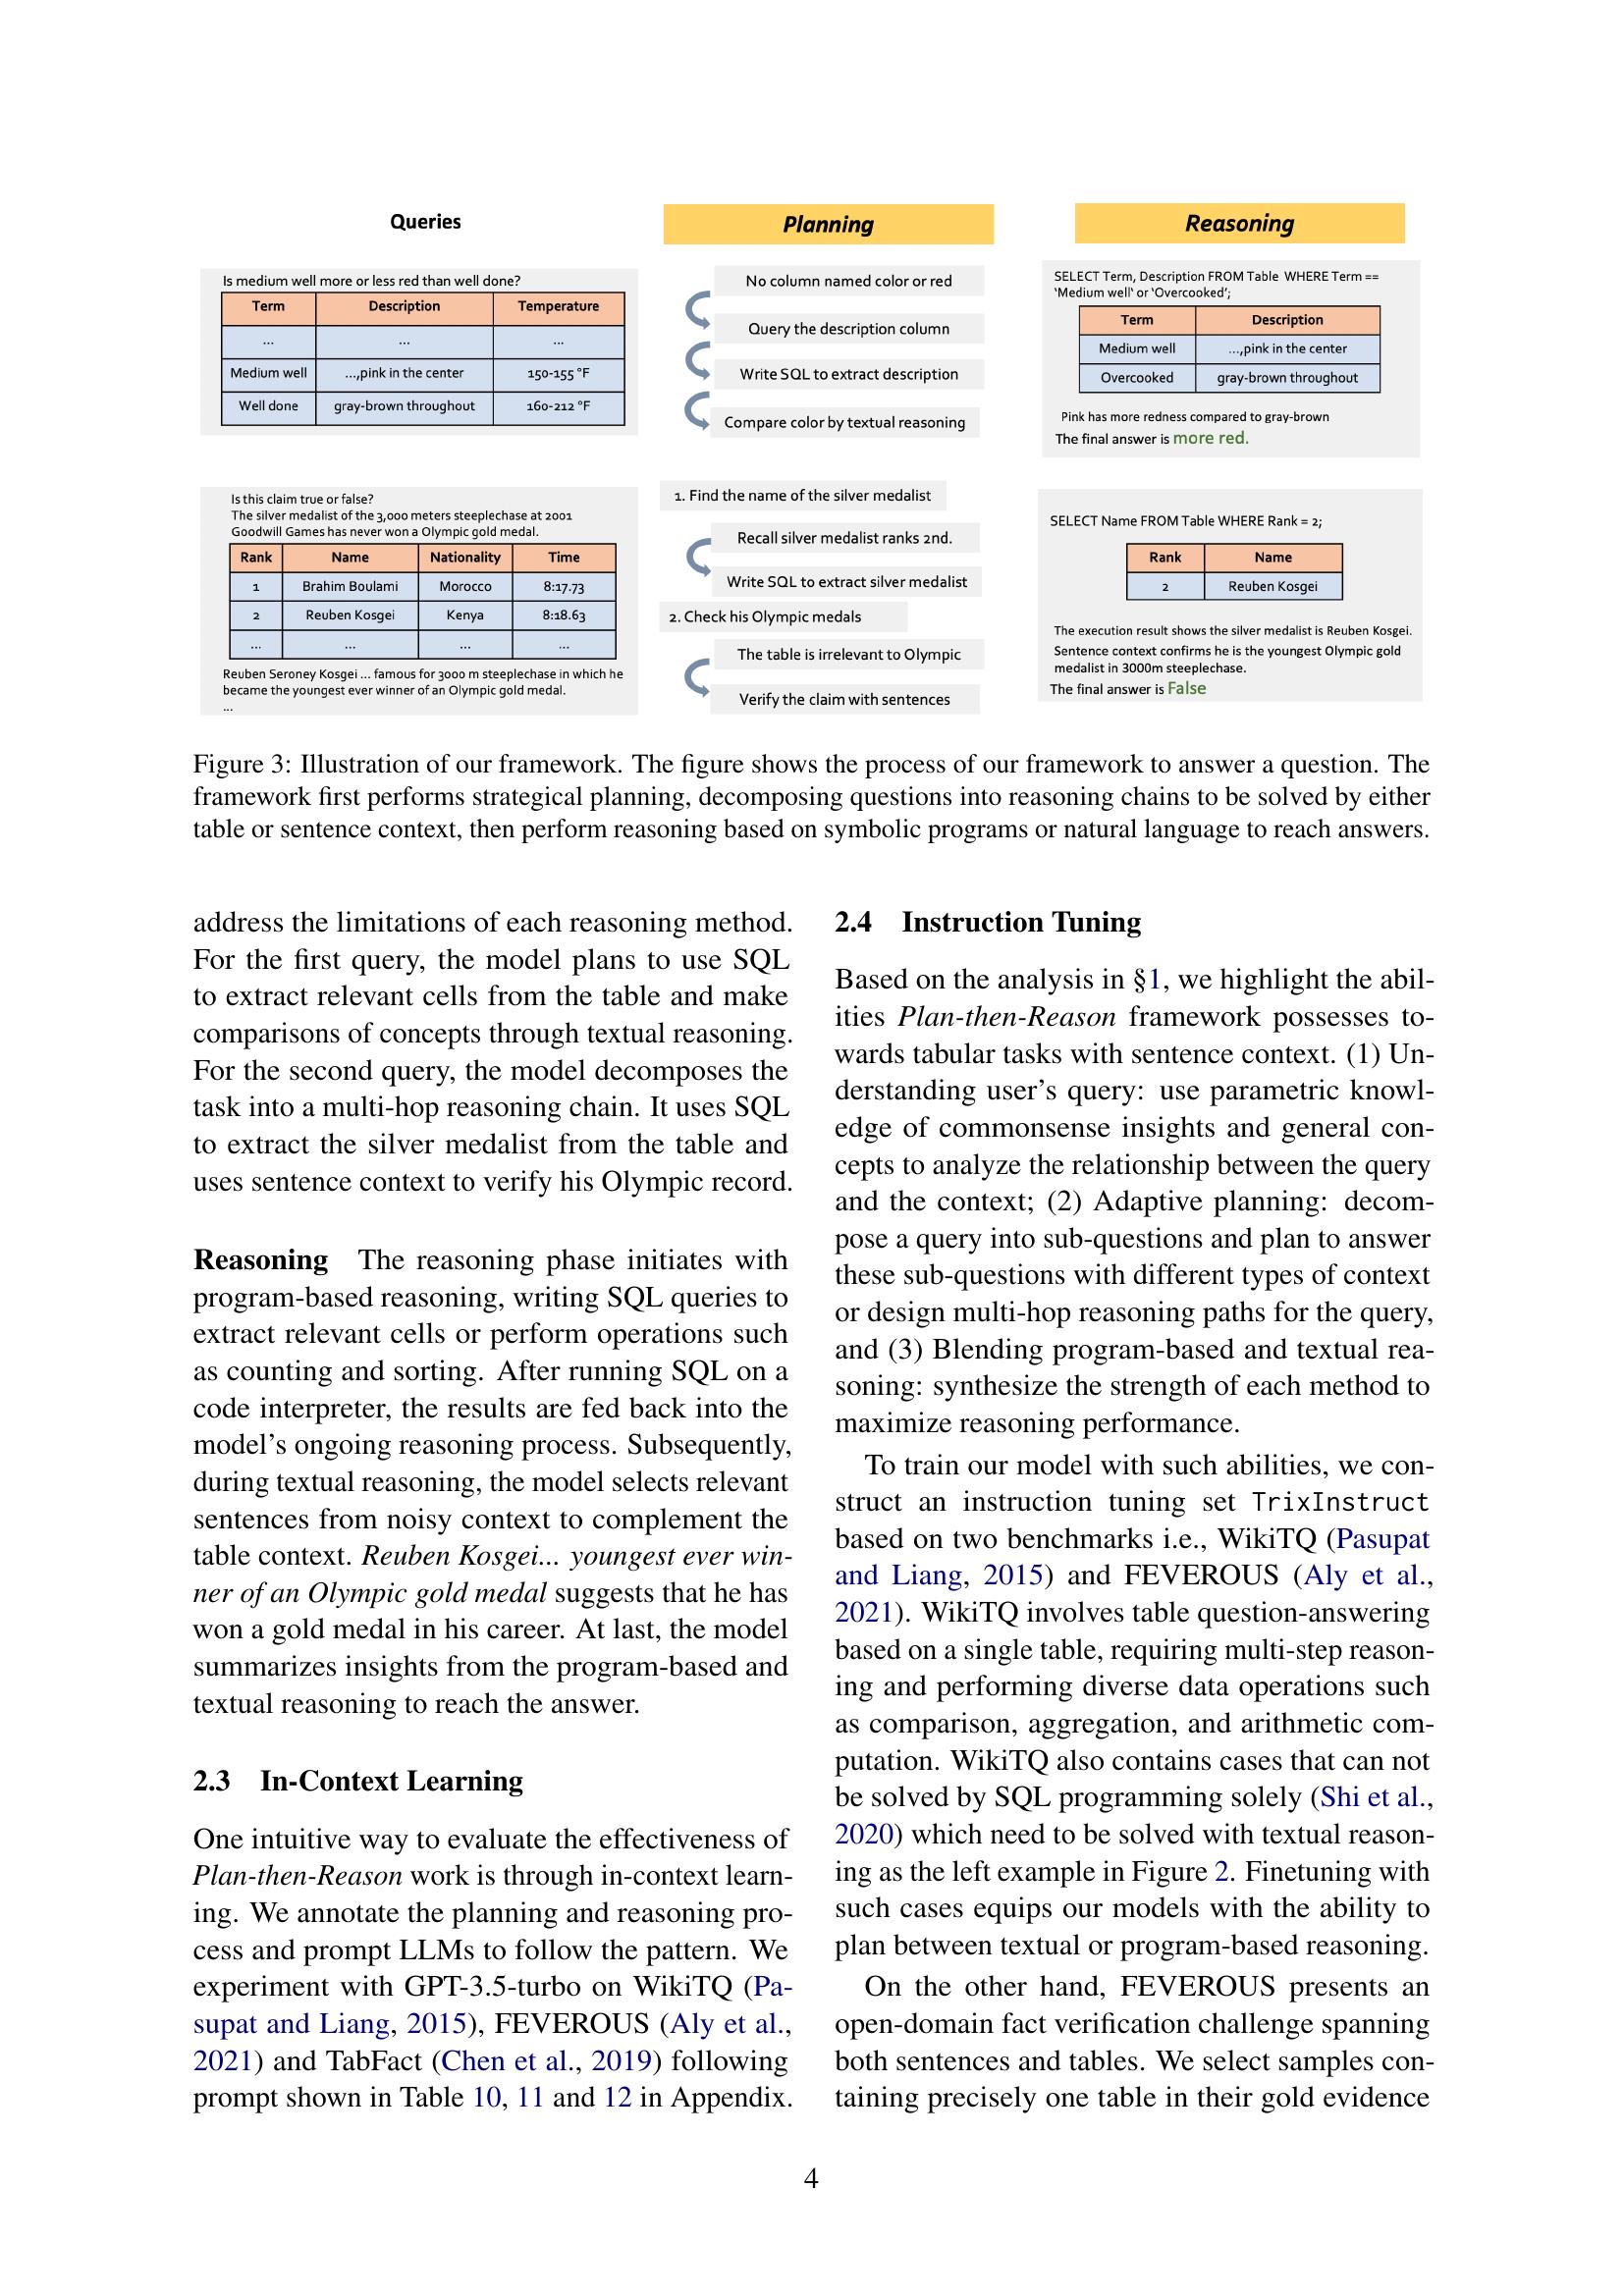 Queries
Planning
Reasoning
Is medium well more or less red than well done?
Term Description Temperature
... ... ...
Medium well ...,pink in the center 150-155 °F
Well done gray-brown throughout 160-212 °F
No column named color or red
Query the description column
Write SQL to extract description
Compare color by textual reasoning
SELECT Term, Description FROM Table WHERE Term ==
'Medium well' or 'Overcooked';
Term Description
Medium well ...,pink in the center
Overcooked gray-brown throughout
Pink has more redness compared to gray-brown
The final answer is more red.
Is this claim true or false?
The silver medalist of the 3,000 meters steeplechase at 2001
Goodwill Games has never won a Olympic gold medal.
Rank Name Nationality Time
1 Brahim Boulami Morocco 8:17.73
2 Reuben Kosgei Kenya 8:18.63
... ... ... ...
Reuben Seroney Kosgei ... famous for 3000 m steeplechase in which he
became the youngest ever winner of an Olympic gold medal.
...
1. Find the name of the silver medalist
Recall silver medalist ranks 2nd.
Write SQL to extract silver medalist
2. Check his Olympic medals
The table is irrelevant to Olympic
Verify the claim with sentences
SELECT Name FROM Table WHERE Rank = 2;
Rank Name
2 Reuben Kosgei
The execution result shows the silver medalist is Reuben Kosgei.
Sentence context confirms he is the youngest Olympic gold
medalist in 3000m steeplechase.
The final answer is False
Figure 3: Illustration of our framework. The figure shows the process of our framework to answer a question. The
framework first performs strategical planning, decomposing questions into reasoning chains to be solved by either
table or sentence context, then perform reasoning based on symbolic programs or natural language to reach answers.
address the limitations of each reasoning method.
For the first query, the model plans to use SQL
to extract relevant cells from the table and make
comparisons of concepts through textual reasoning.
For the second query, the model decomposes the
task into a multi-hop reasoning chain. It uses SQL
to extract the silver medalist from the table and
uses sentence context to verify his Olympic record.
Reasoning The reasoning phase initiates with
program-based reasoning, writing SQL queries to
extract relevant cells or perform operations such
as counting and sorting. After running SQL on a
code interpreter, the results are fed back into the
model's ongoing reasoning process. Subsequently,
during textual reasoning, the model selects relevant
sentences from noisy context to complement the
table context. Reuben Kosgei... youngest ever win-
ner of an Olympic gold medal suggests that he has
won a gold medal in his career. At last, the model
summarizes insights from the program-based and
textual reasoning to reach the answer.
2.3 In-Context Learning
One intuitive way to evaluate the effectiveness of
Plan-then-Reason work is through in-context learn-
ing. We annotate the planning and reasoning pro-
cess and prompt LLMs to follow the pattern. We
experiment with GPT-3.5-turbo on WikiTQ (Pa-
supat and Liang, 2015), FEVEROUS (Aly et al.,
2021) and TabFact (Chen et al., 2019) following
prompt shown in Table 10, 11 and 12 in Appendix.
2.4 Instruction Tuning
Based on the analysis in §1, we highlight the abil-
ities Plan-then-Reason framework possesses to-
wards tabular tasks with sentence context. (1) Un-
derstanding user's query: use parametric knowl-
edge of commonsense insights and general con-
cepts to analyze the relationship between the query
and the context; (2) Adaptive planning: decom-
pose a query into sub-questions and plan to answer
these sub-questions with different types of context
or design multi-hop reasoning paths for the query,
and (3) Blending program-based and textual rea-
soning: synthesize the strength of each method to
maximize reasoning performance.
To train our model with such abilities, we con-
struct an instruction tuning set TrixInstruct
based on two benchmarks i.e., WikiTQ (Pasupat
and Liang, 2015) and FEVEROUS (Aly et al.,
2021). WikiTQ involves table question-answering
based on a single table, requiring multi-step reason-
ing and performing diverse data operations such
as comparison, aggregation, and arithmetic com-
putation. WikiTQ also contains cases that can not
be solved by SQL programming solely (Shi et al.,
2020) which need to be solved with textual reason-
ing as the left example in Figure 2. Finetuning with
such cases equips our models with the ability to
plan between textual or program-based reasoning.
On the other hand, FEVEROUS presents an
open-domain fact verification challenge spanning
both sentences and tables. We select samples con-
taining precisely one table in their gold evidence
4